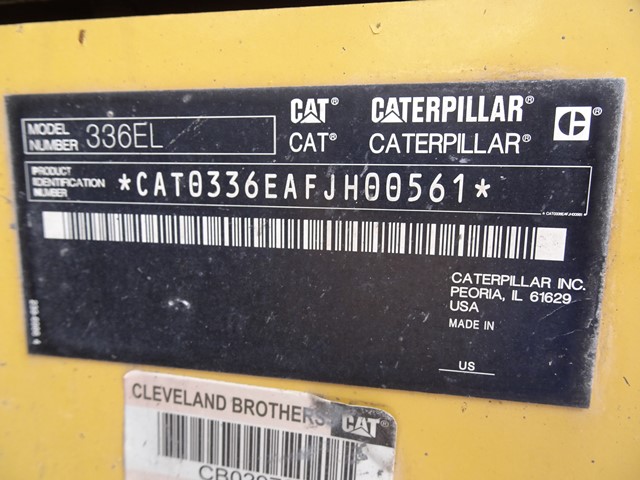 CAT® CATERPILLAR®
MODEL NUMBER 336EL
CAT® CATERPILLAR®
C ®
PRODUCT IDENTIFICATION NUMBER
*CAT0336EAFJH00561*
CATERPILLAR INC.
PEORIA, IL 61629
USA
MADE IN
US
CLEVELAND BROTHERS CAT